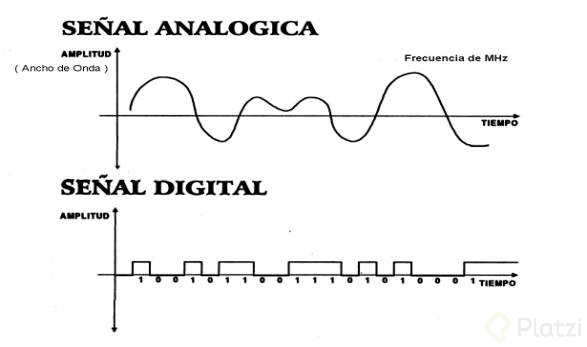 SEÑAL ANALOGICA
AMPLITUD
( Ancho de Onda )
Frecuencia de MHz
TIEMPO
SEÑAL DIGITAL
AMPLITUD
1 0 0 1 0 1 1 0 0 1 1 1 0 1 0 1 0 0 0 1 TIEMPO
Platzi